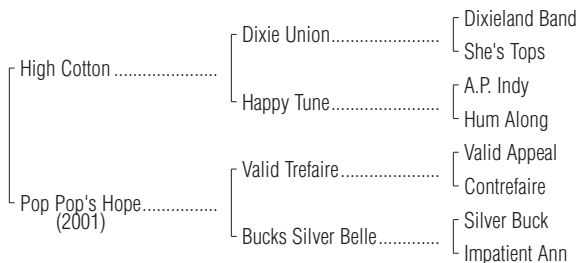 Dixieland Band
Dixie Union
She's Tops
High Cotton
A.P. Indy
Happy Tune
Hum Along
Valid Appeal
Valid Trefaire
Contrefaire
Pop Pop's Hope
(2001)
Silver Buck
Bucks Silver Belle
Impatient Ann